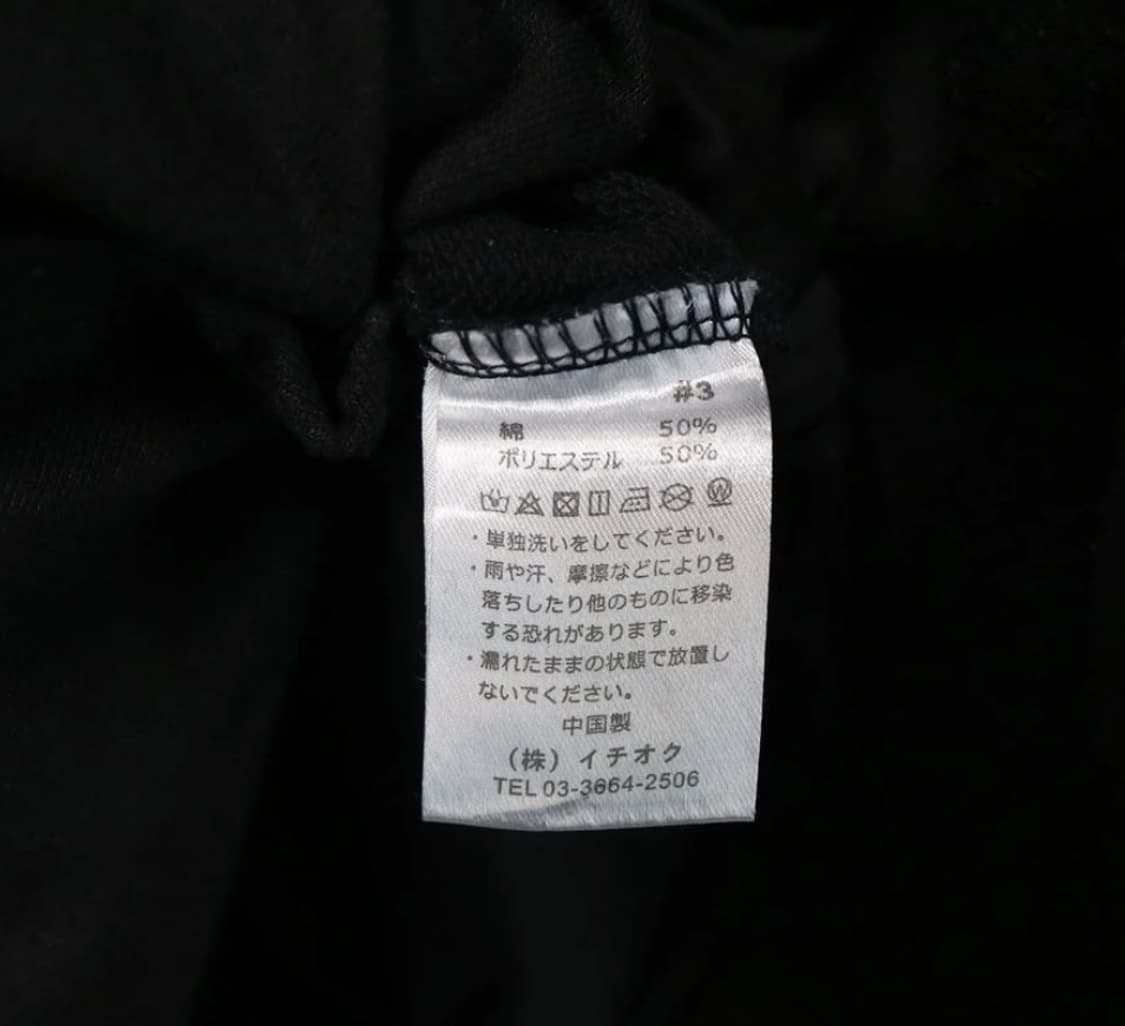 #3
綿 50%
ポリエステル 50%
・単独洗いをしてください。
・雨や汗、摩擦などにより色
落ちしたり他のものに移染
する恐れがあります。
・濡れたままの状態で放置し
ないでください。
中国製
（株）イチオク
TEL 03-3664-2506